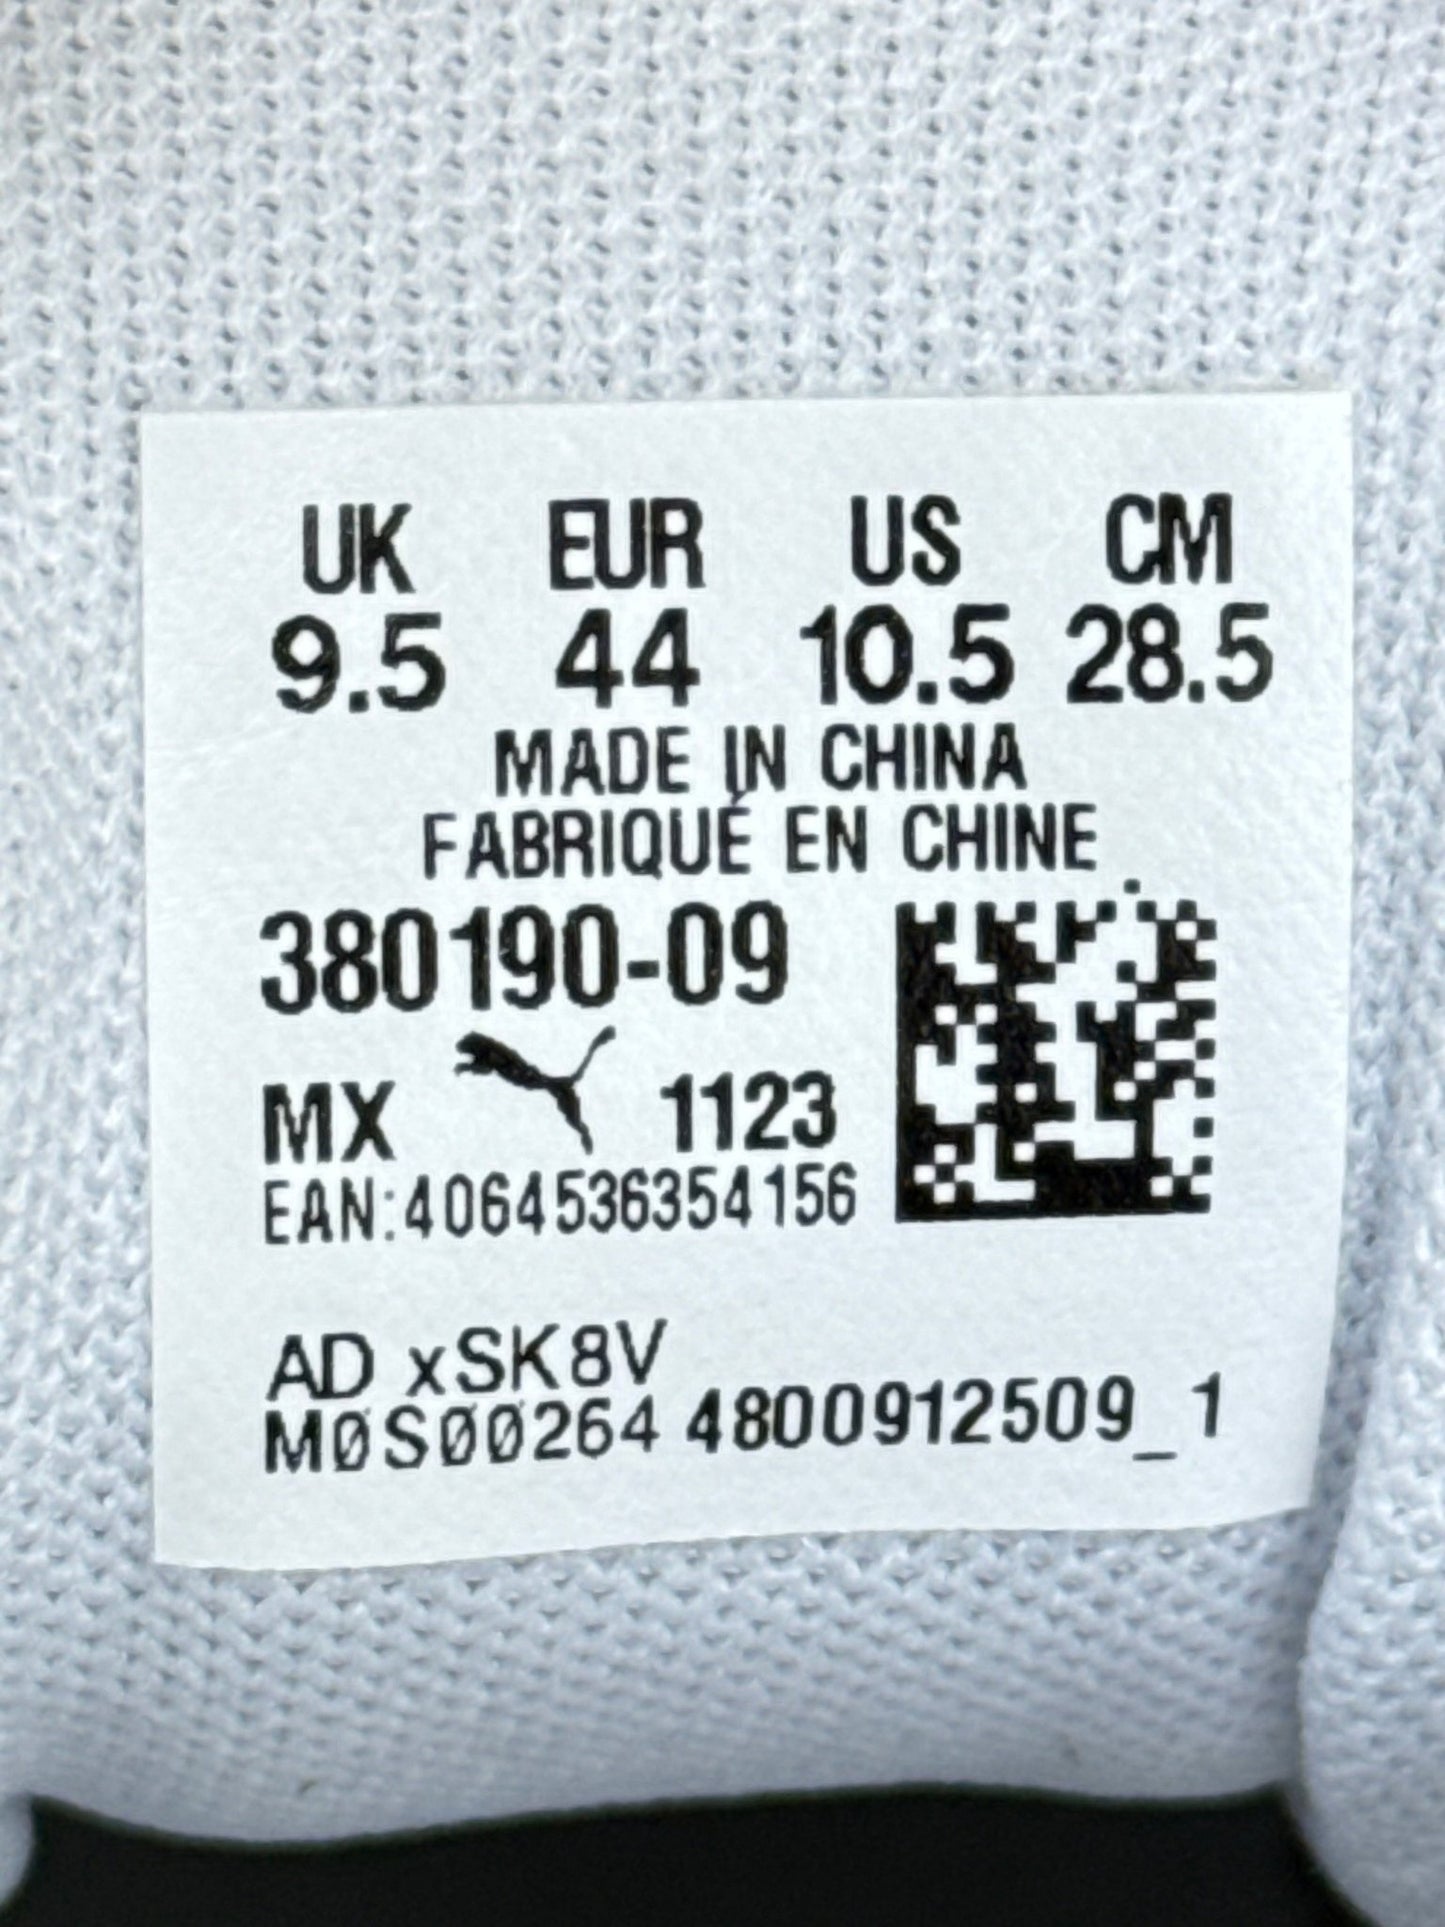 UK EUR US CM
9.5 44 10.5 28.5
MADE IN CHINA
FABRIQUÉ EN CHINE
380190-09
MX 1123
EAN:4064536354156
AD xSK8V
M0S00264 4800912509_1